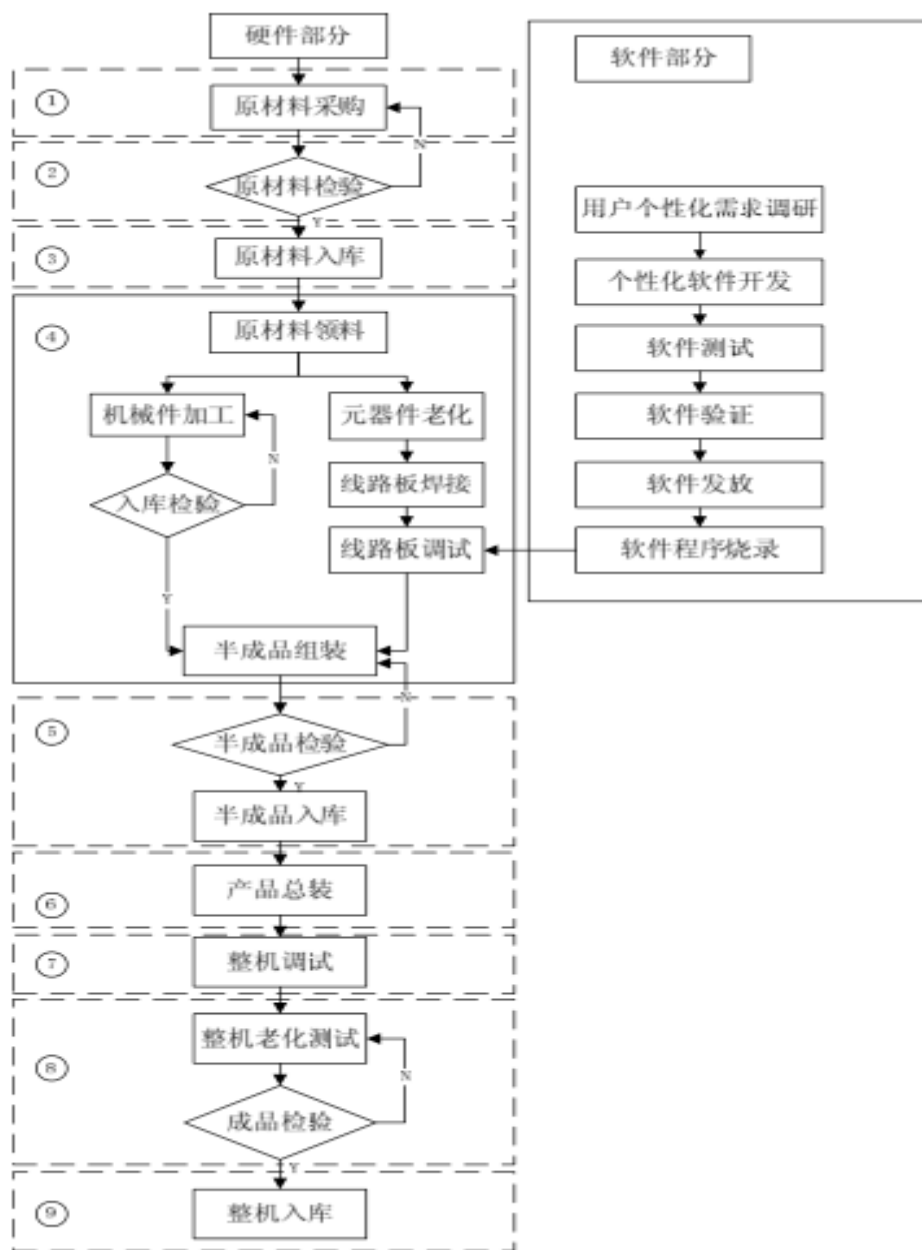 硬件部分
软件部分
①
原材料采购
N
②
原材料检验
Y
用户个性化需求调研
③
原材料入库
个性化软件开发
④
原材料领料
软件测试
机械件加工
元器件老化
软件验证
N
入库检验
线路板焊接
软件发放
线路板调试
软件程序烧录
Y
半成品组装
N
⑤
半成品检验
Y
半成品入库
⑥
产品总装
⑦
整机调试
⑧
整机老化测试
N
成品检验
Y
⑨
整机入库